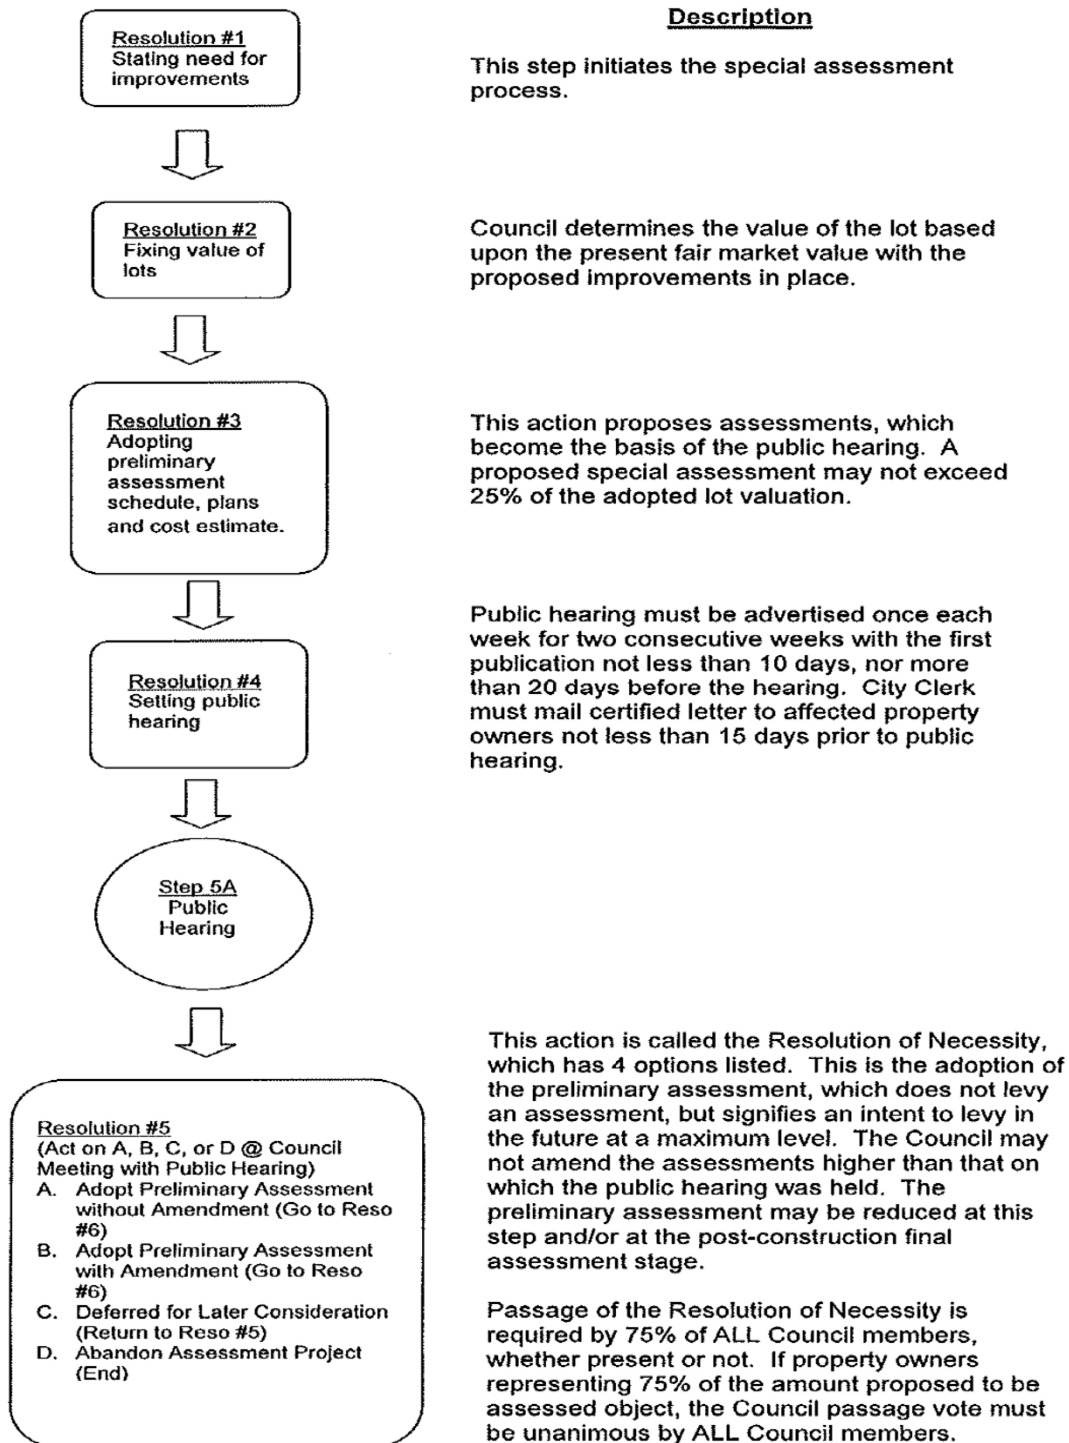 Description
Resolution #1
Stating need for
improvements
This step initiates the special assessment
process.
Resolution #2
Fixing value of
lots
Council determines the value of the lot based
upon the present fair market value with the
proposed improvements in place.
Resolution #3
Adopting
preliminary
assessment
schedule, plans
and cost estimate.
This action proposes assessments, which
become the basis of the public hearing. A
proposed special assessment may not exceed
25% of the adopted lot valuation.
Resolution #4
Setting public
hearing
Public hearing must be advertised once each
week for two consecutive weeks with the first
publication not less than 10 days, nor more
than 20 days before the hearing. City Clerk
must mail certified letter to affected property
owners not less than 15 days prior to public
hearing.
Step 5A
Public
Hearing
Resolution #5
(Act on A, B, C, or D @ Council
Meeting with Public Hearing)
A. Adopt Preliminary Assessment
without Amendment (Go to Reso
#6)
B. Adopt Preliminary Assessment
with Amendment (Go to Reso
#6)
C. Deferred for Later Consideration
(Return to Reso #5)
D. Abandon Assessment Project
(End)
This action is called the Resolution of Necessity,
which has 4 options listed. This is the adoption of
the preliminary assessment, which does not levy
an assessment, but signifies an intent to levy in
the future at a maximum level. The Council may
not amend the assessments higher than that on
which the public hearing was held. The
preliminary assessment may be reduced at this
step and/or at the post-construction final
assessment stage.
Passage of the Resolution of Necessity is
required by 75% of ALL Council members,
whether present or not. If property owners
representing 75% of the amount proposed to be
assessed object, the Council passage vote must
be unanimous by ALL Council members.